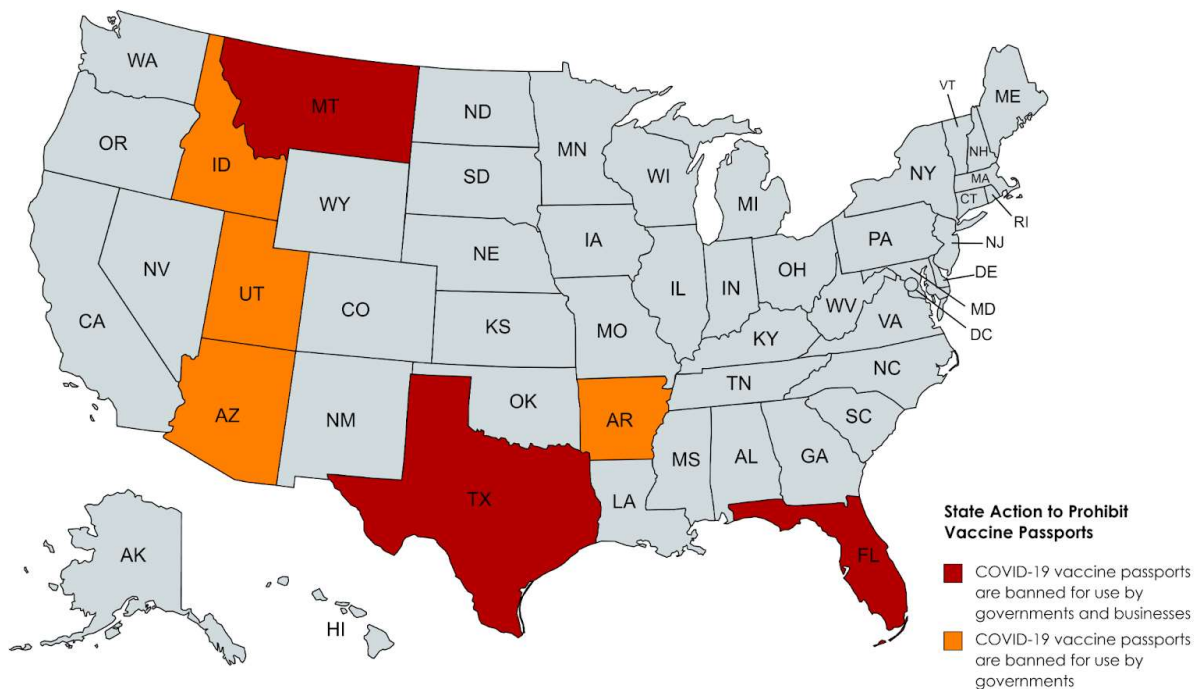 WA
MT
ND
MN
VT
ME
OR
ID
SD
WI
MI
NY
NH
MA
CT
RI
WY
IA
PA
NJ
NE
NV
UT
CO
IL
IN
OH
DE
WV
MD
DC
CA
KS
MO
KY
VA
NC
TN
AZ
NM
OK
AR
SC
MS
AL
GA
TX
LA
FL
AK
HI
State Action to Prohibit
Vaccine Passports
COVID-19 vaccine passports
are banned for use by
governments and businesses
COVID-19 vaccine passports
are banned for use by
governments